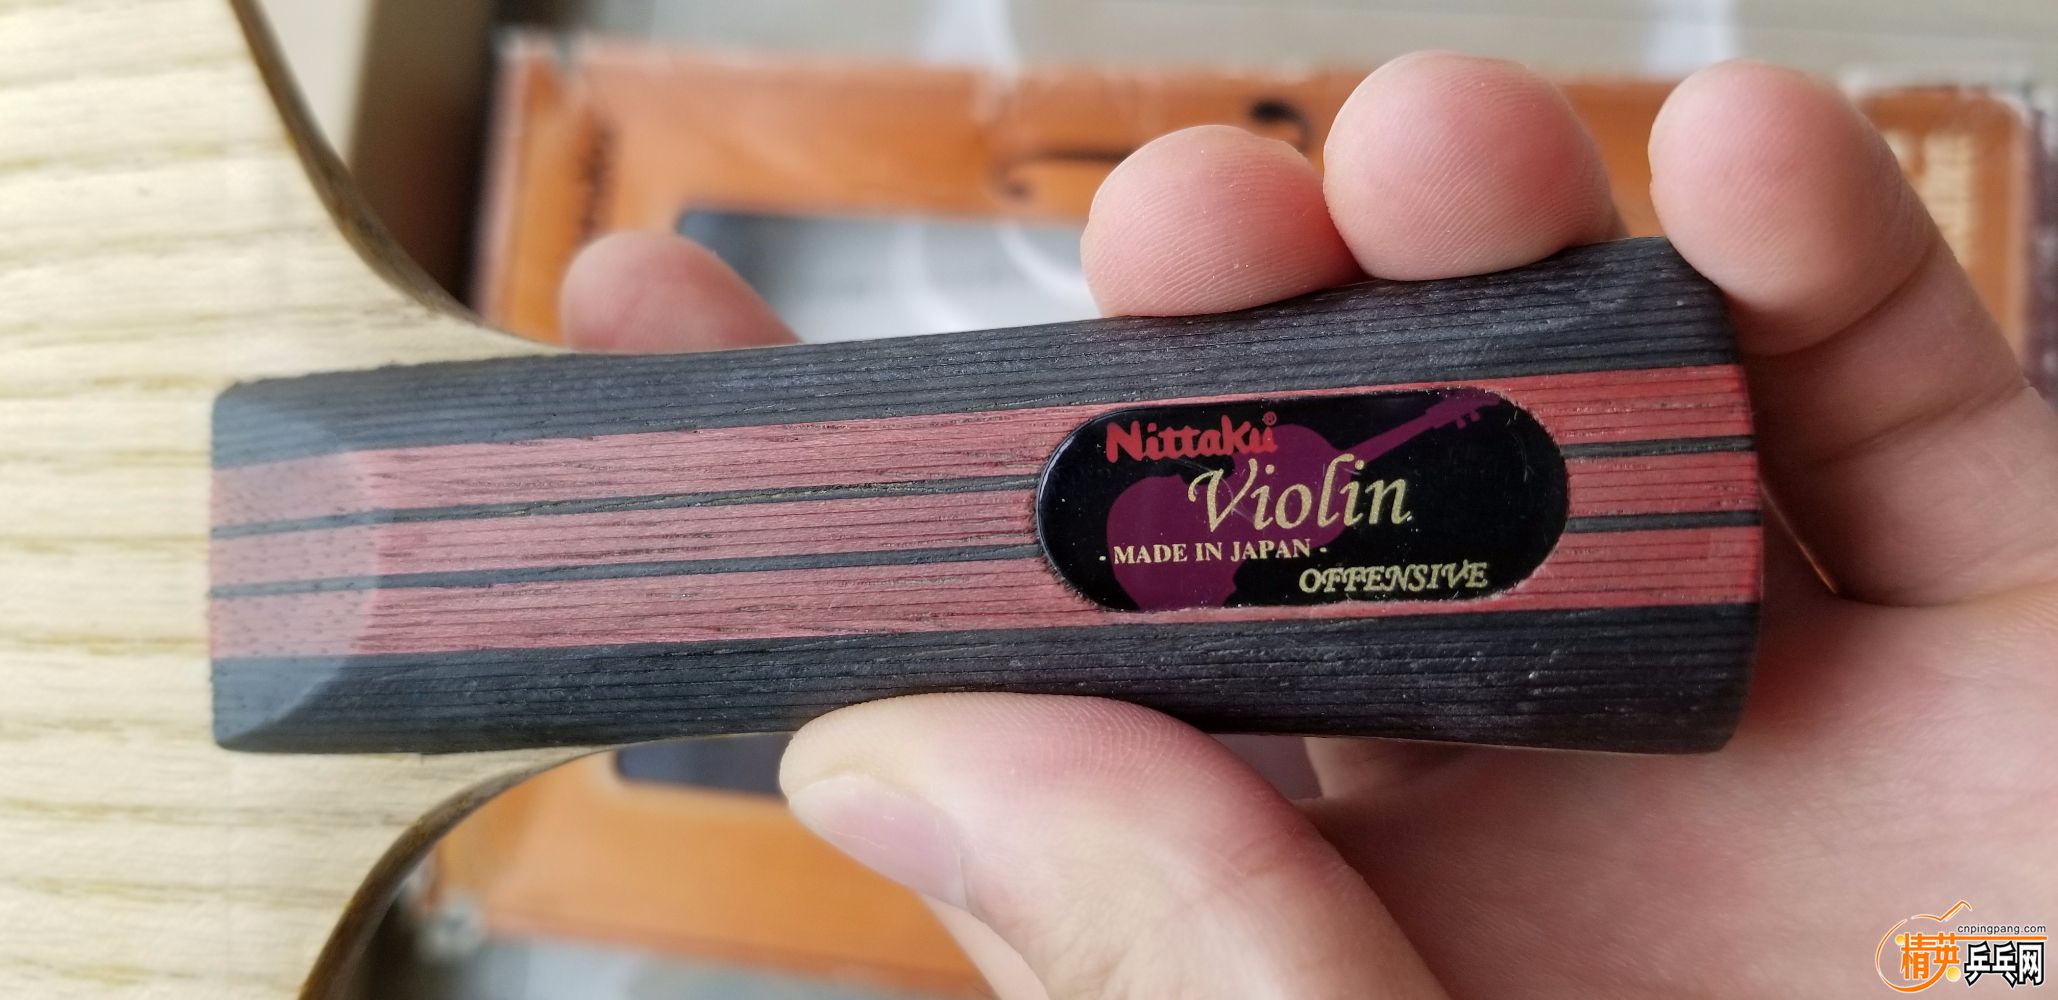 Nittaku®
Violin
- MADE IN JAPAN -
OFFENSIVE
cnpingpang.com
精英乒乓网